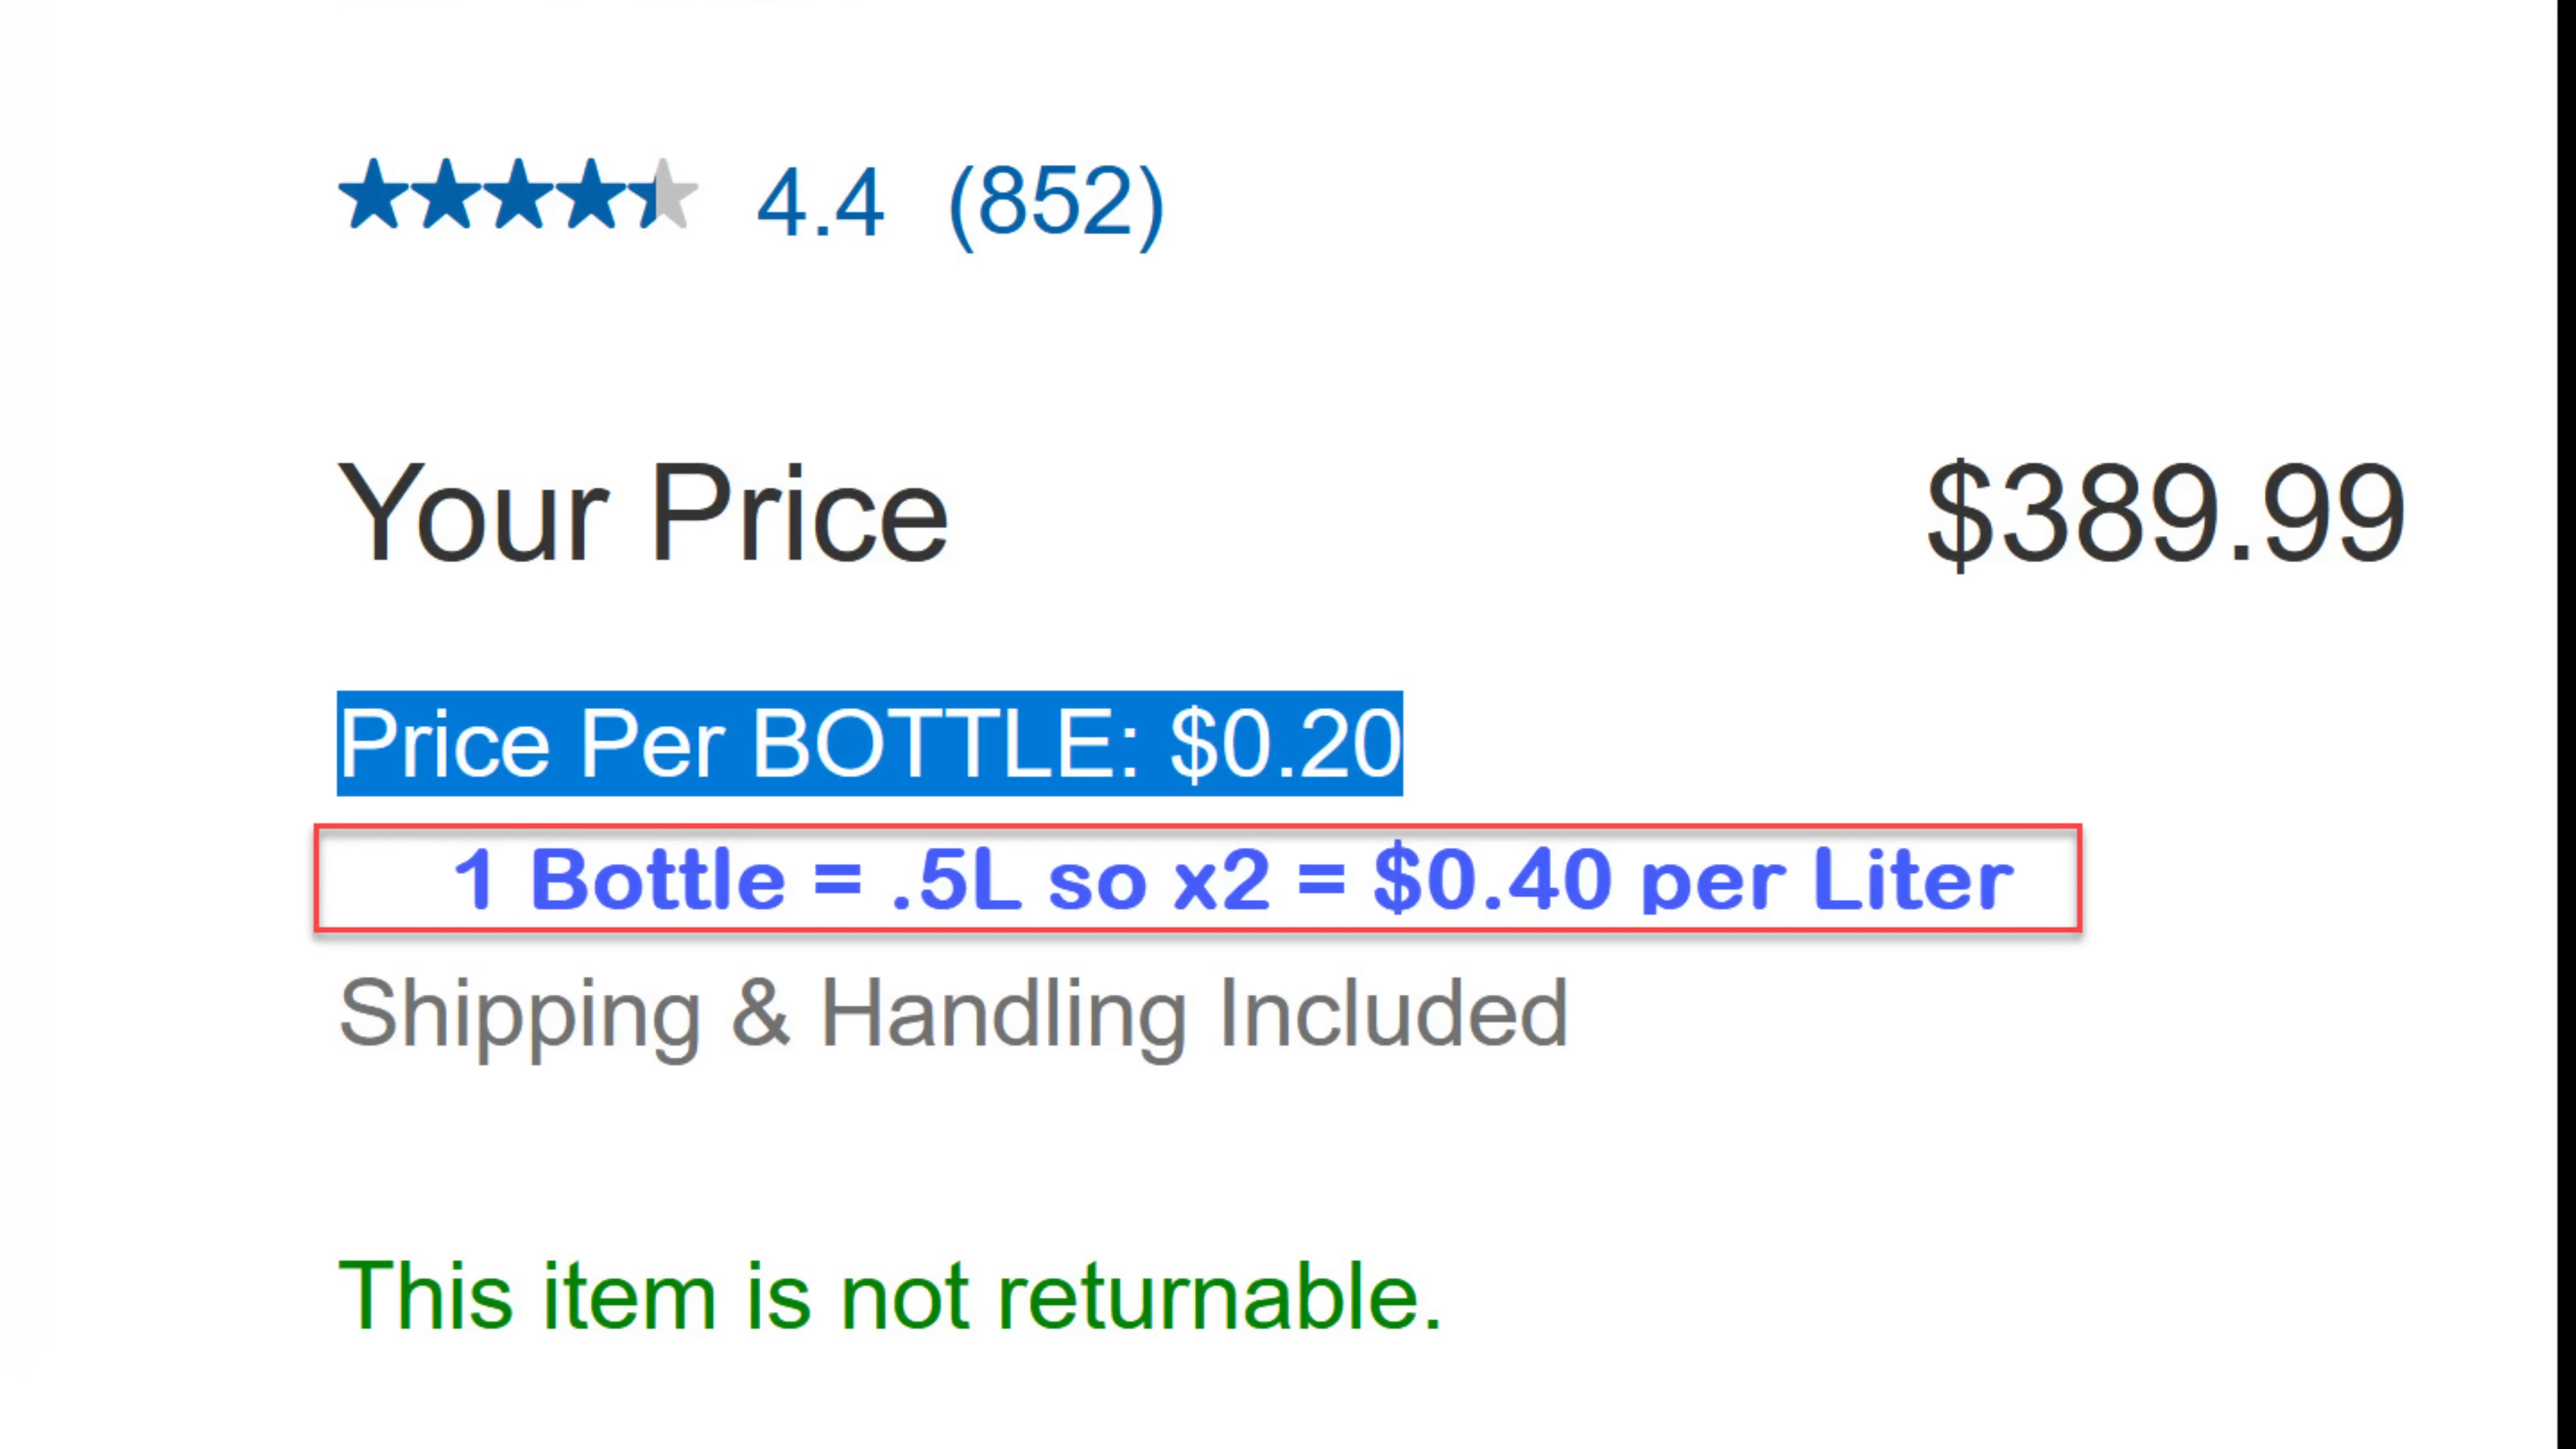 4.4 (852)
Your Price $389.99
Price Per BOTTLE: $0.20
1 Bottle = .5L so x2 = $0.40 per Liter
Shipping & Handling Included
This item is not returnable.